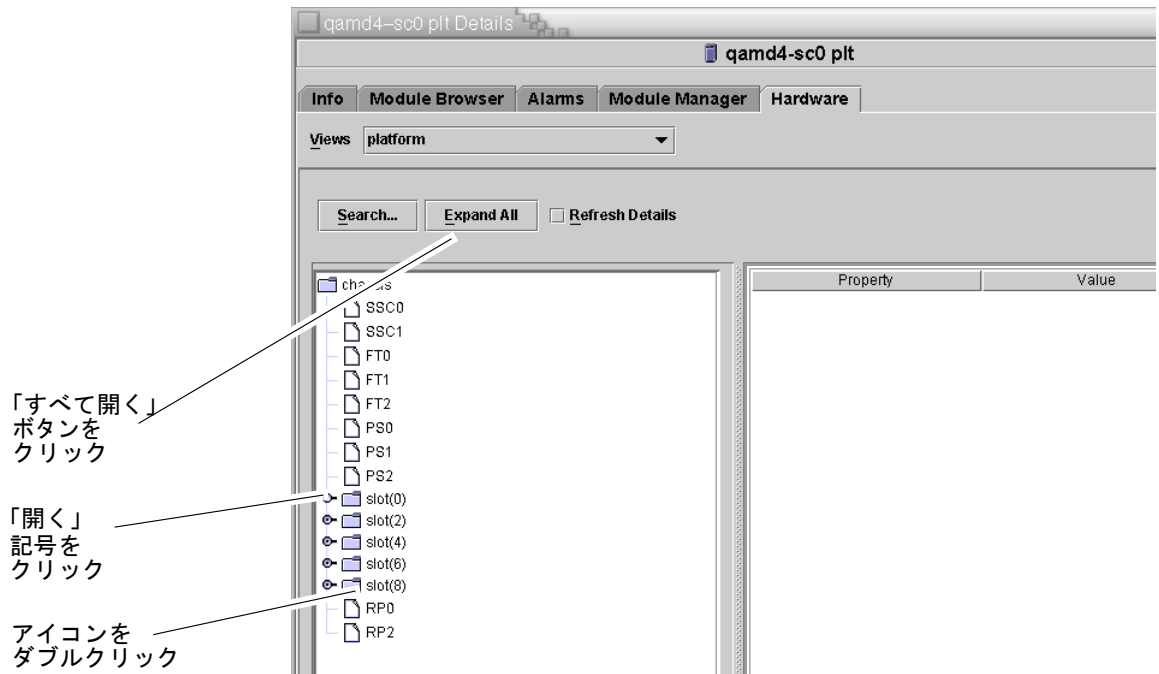 qamd4–sc0 plt Details
qamd4-sc0 plt
Info Module Browser Alarms Module Manager Hardware
Views platform
Search... Expand All Refresh Details
Property Value
SSC0
SSC1
FT0
FT1
FT2
PS0
PS1
PS2
slot(0)
slot(2)
slot(4)
slot(6)
slot(8)
RP0
RP2
「すべて開く」
ボタンを
クリック
「開く」
記号を
クリック
アイコンを
ダブルクリック